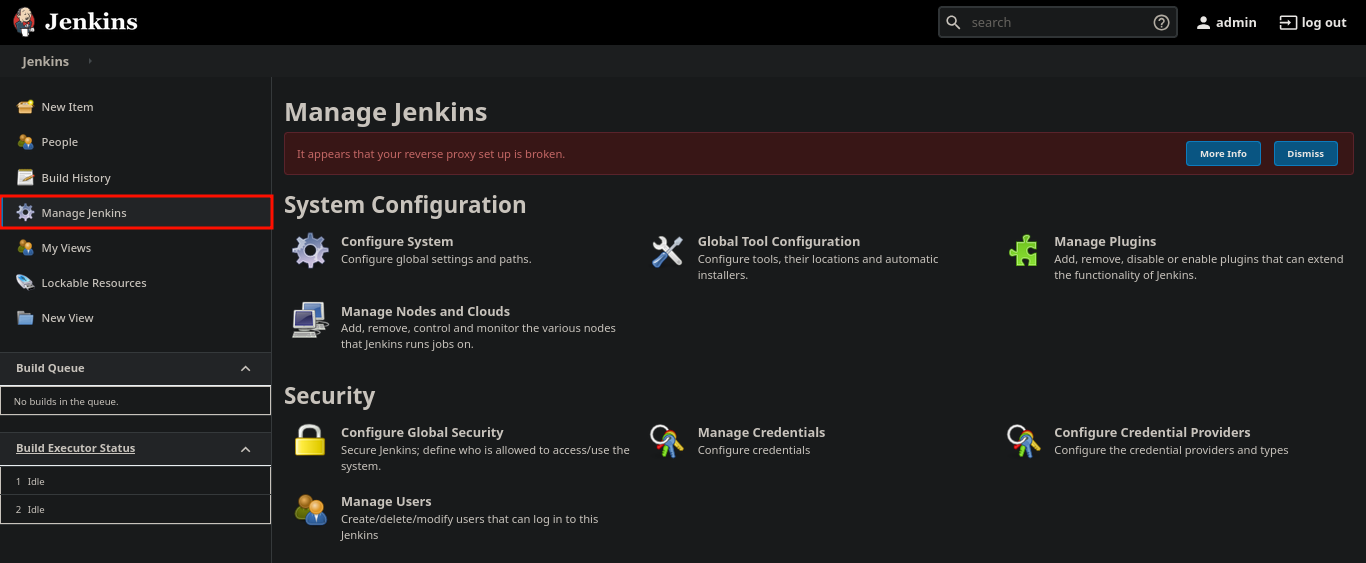 Jenkins
search
admin
log out
Jenkins
New Item
People
Build History
Manage Jenkins
My Views
Lockable Resources
New View
Build Queue
No builds in the queue.
Build Executor Status
1 Idle
2 Idle
Manage Jenkins
It appears that your reverse proxy set up is broken.
More Info
Dismiss
System Configuration
Configure System
Configure global settings and paths.
Global Tool Configuration
Configure tools, their locations and automatic
installers.
Manage Plugins
Add, remove, disable or enable plugins that can extend
the functionality of Jenkins.
Manage Nodes and Clouds
Add, remove, control and monitor the various nodes
that Jenkins runs jobs on.
Security
Configure Global Security
Secure Jenkins; define who is allowed to access/use the
system.
Manage Credentials
Configure credentials
Configure Credential Providers
Configure the credential providers and types
Manage Users
Create/delete/modify users that can log in to this
Jenkins